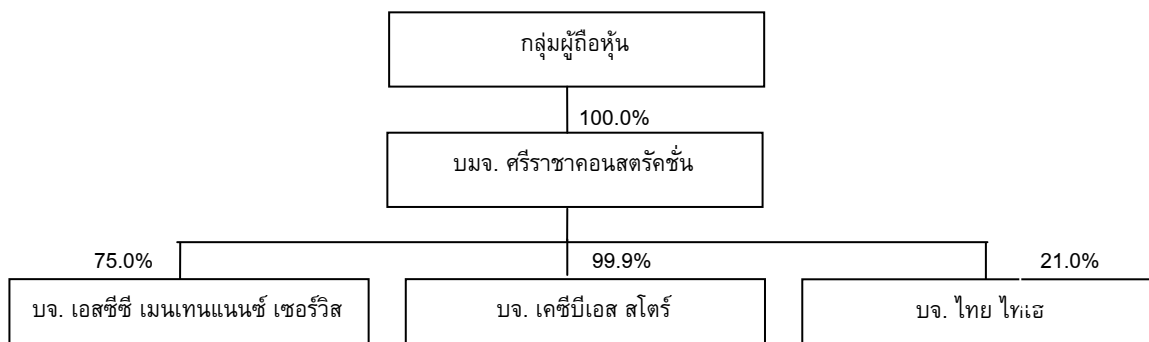 กลุ่มผู้ถือหุ้น
100.0%
บมจ. ศรีราชาคอนสตรัคชั่น
75.0%
99.9%
21.0%
บจ. เอสซีซี เมนเทนแนนซ์ เซอร์วิส
บจ. เคซีบีเอส สโตร์
บจ. ไทย